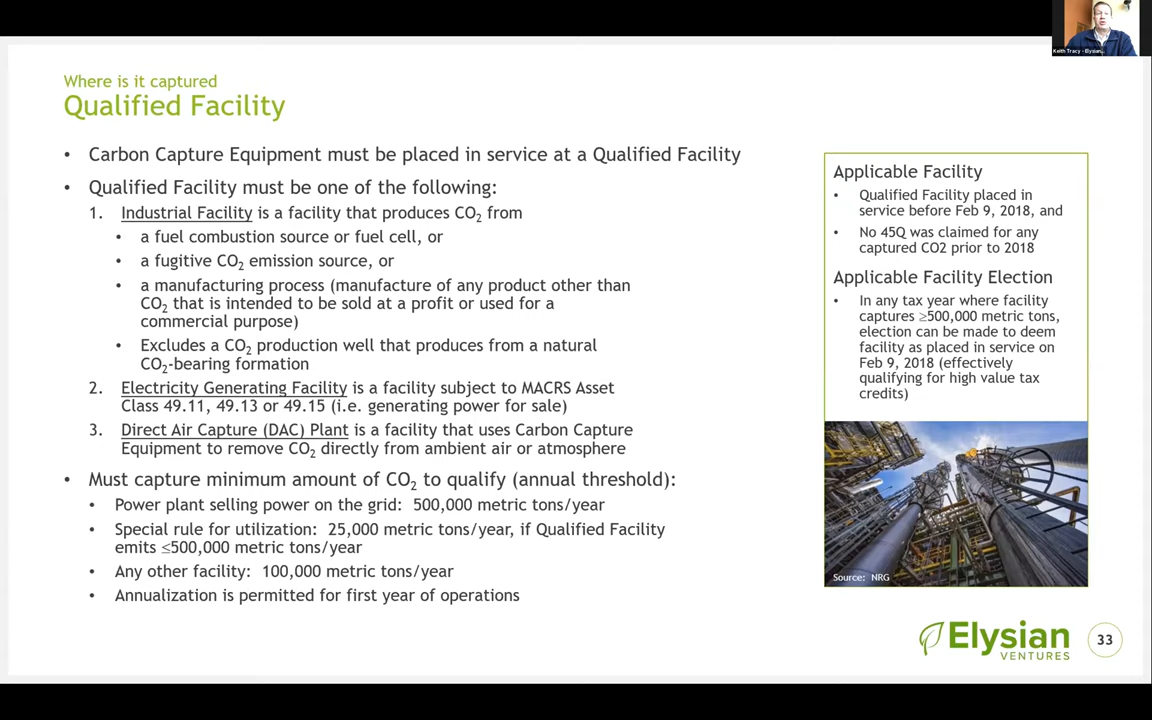 Keith Tracy - Elysian...
Where is it captured
Qualified Facility
• Carbon Capture Equipment must be placed in service at a Qualified Facility
• Qualified Facility must be one of the following:
1. Industrial Facility is a facility that produces CO₂ from
• a fuel combustion source or fuel cell, or
• a fugitive CO₂ emission source, or
• a manufacturing process (manufacture of any product other than
CO₂ that is intended to be sold at a profit or used for a
commercial purpose)
• Excludes a CO₂ production well that produces from a natural
CO₂-bearing formation
2. Electricity Generating Facility is a facility subject to MACRS Asset
Class 49.11, 49.13 or 49.15 (i.e. generating power for sale)
3. Direct Air Capture (DAC) Plant is a facility that uses Carbon Capture
Equipment to remove CO₂ directly from ambient air or atmosphere
• Must capture minimum amount of CO₂ to qualify (annual threshold):
• Power plant selling power on the grid: 500,000 metric tons/year
• Special rule for utilization: 25,000 metric tons/year, if Qualified Facility
emits ≤500,000 metric tons/year
• Any other facility: 100,000 metric tons/year
• Annualization is permitted for first year of operations
Applicable Facility
• Qualified Facility placed in
service before Feb 9, 2018, and
• No 45Q was claimed for any
captured CO2 prior to 2018
Applicable Facility Election
• In any tax year where facility
captures ≥500,000 metric tons,
election can be made to deem
facility as placed in service on
Feb 9, 2018 (effectively
qualifying for high value tax
credits)
Source: NRG
Elysian
VENTURES
33